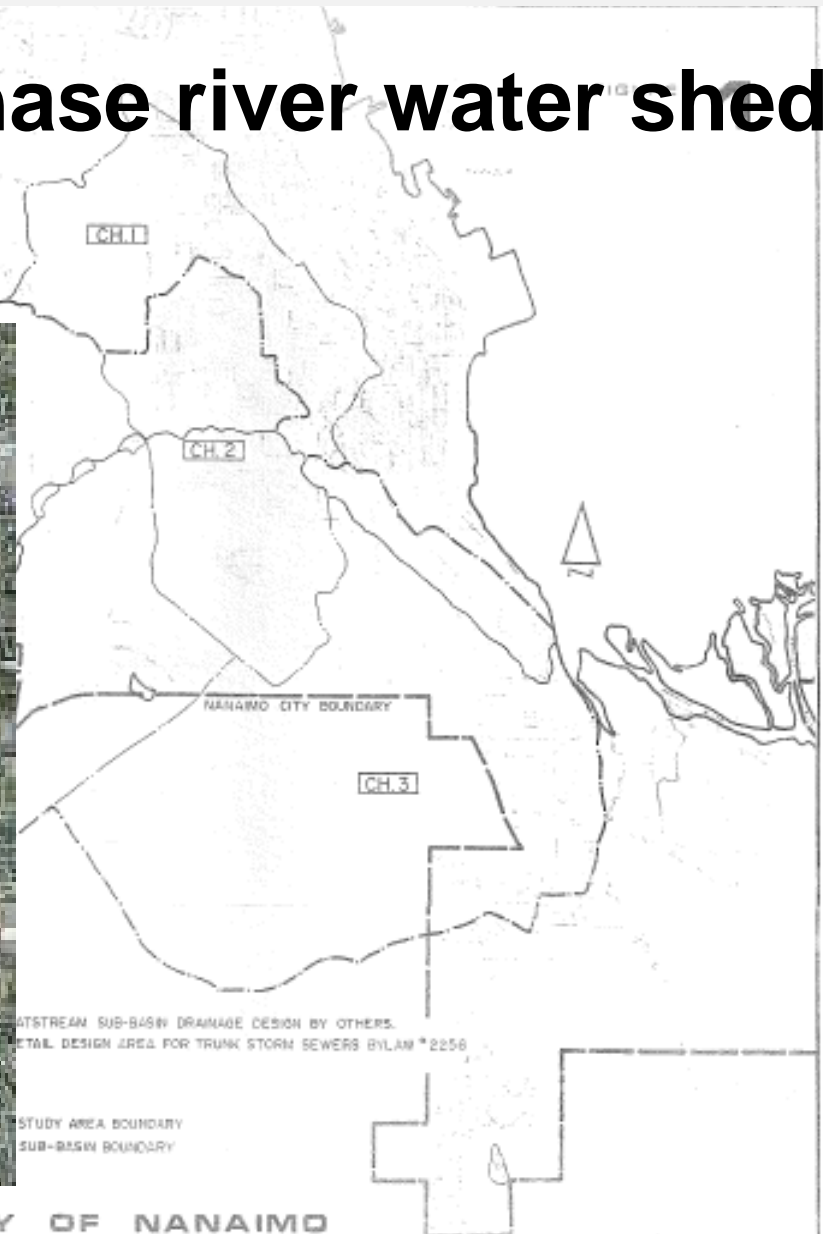 hase river water shed
CH.1
CH.2
N
NANAIMO CITY BOUNDARY
CH.3
ATSTREAM SUB-BASIN DRAINAGE DESIGN BY OTHERS.
ETAIL DESIGN AREA FOR TRUNK STORM SEWERS BYLAW #2256
STUDY AREA BOUNDARY
SUB-BASIN BOUNDARY
Y OF NANAIMO